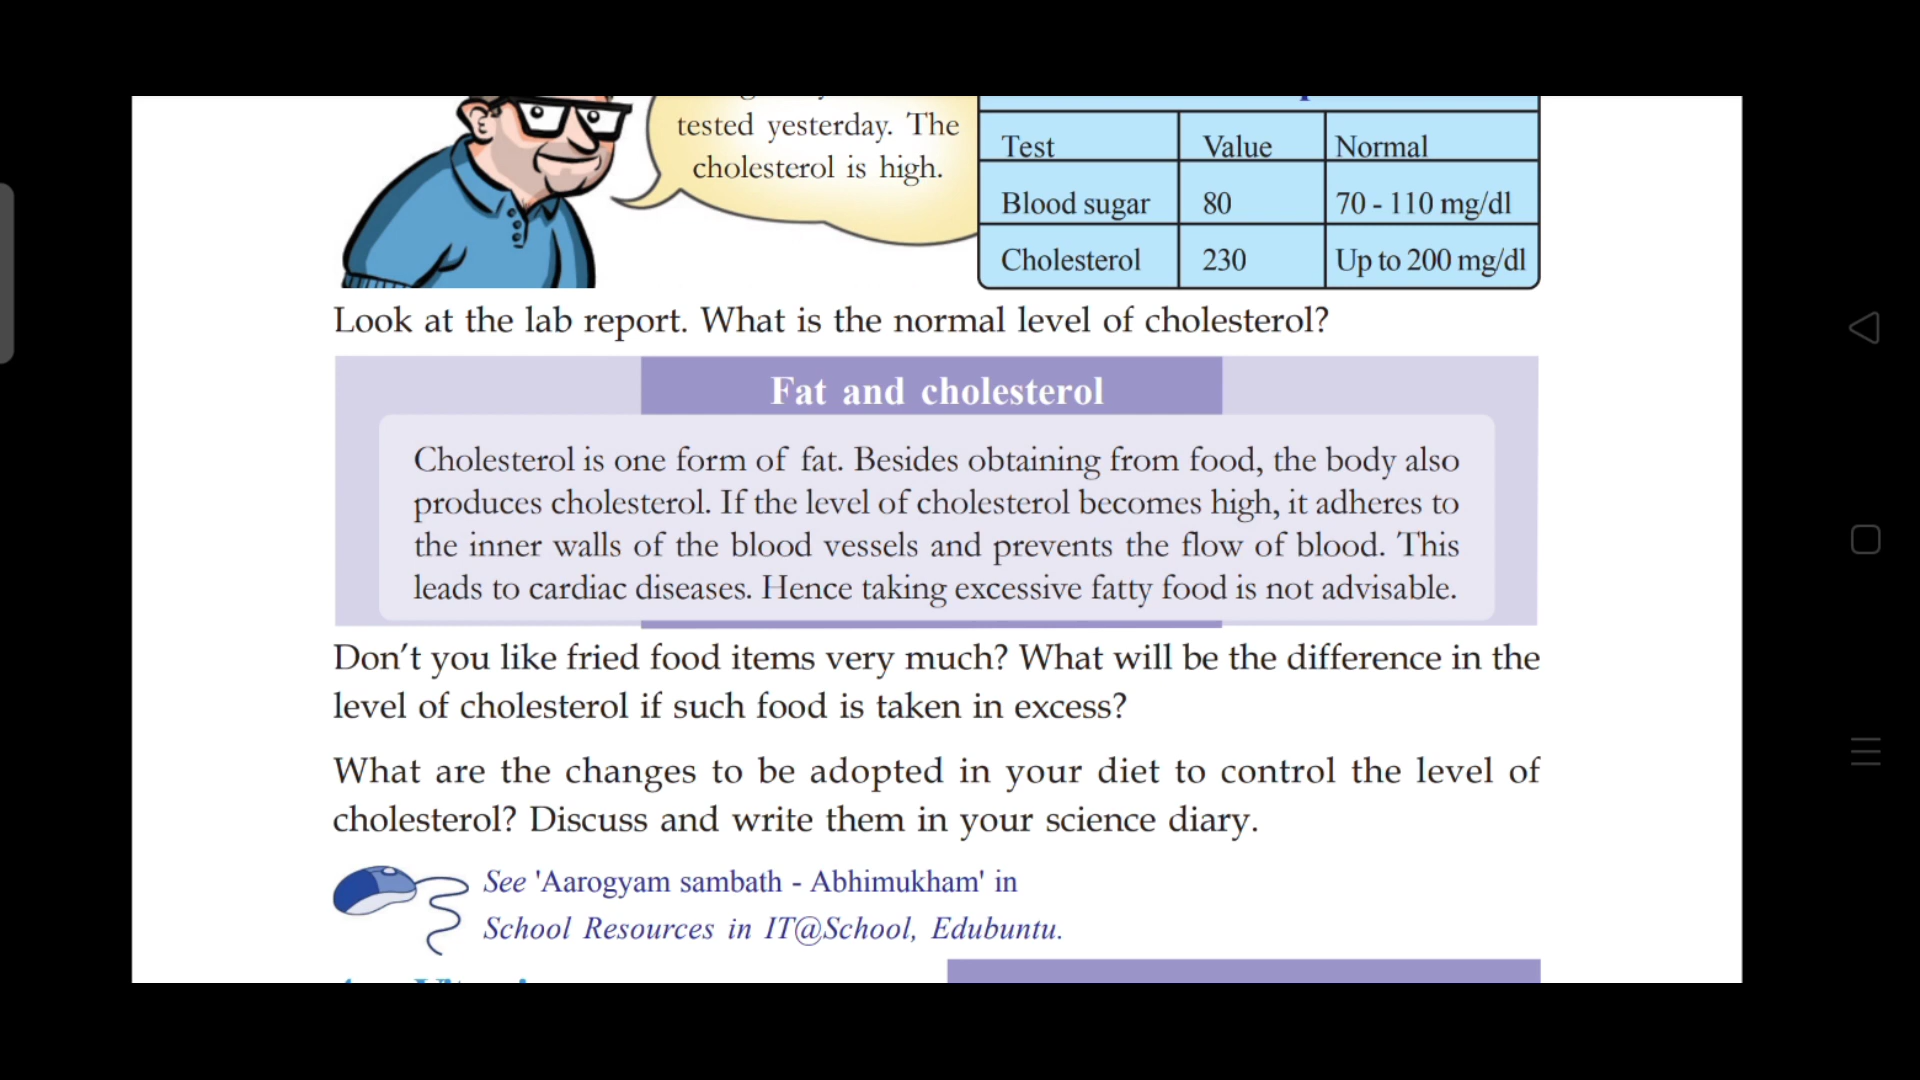 tested yesterday. The
cholesterol is high.
Test Value Normal
Blood sugar 80 70 - 110 mg/dl
Cholesterol 230 Up to 200 mg/dl
Look at the lab report. What is the normal level of cholesterol?
Fat and cholesterol
Cholesterol is one form of fat. Besides obtaining from food, the body also
produces cholesterol. If the level of cholesterol becomes high, it adheres to
the inner walls of the blood vessels and prevents the flow of blood. This
leads to cardiac diseases. Hence taking excessive fatty food is not advisable.
Don’t you like fried food items very much? What will be the difference in the
level of cholesterol if such food is taken in excess?
What are the changes to be adopted in your diet to control the level of
cholesterol? Discuss and write them in your science diary.
See 'Aarogyam sambath - Abhimukham' in
School Resources in IT@School, Edubuntu.